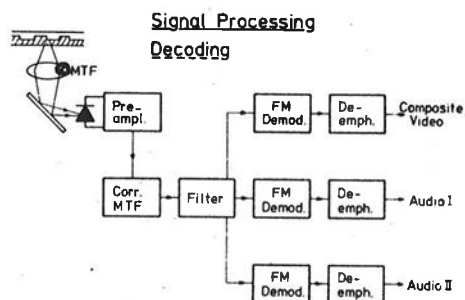 Signal Processing
Decoding
MTF
Pre-
ampl.
Corr.
MTF
Filter
FM
Demod.
De-
emph.
Composite
Video
FM
Demod.
De-
emph.
Audio I
FM
Demod.
De-
emph.
Audio II